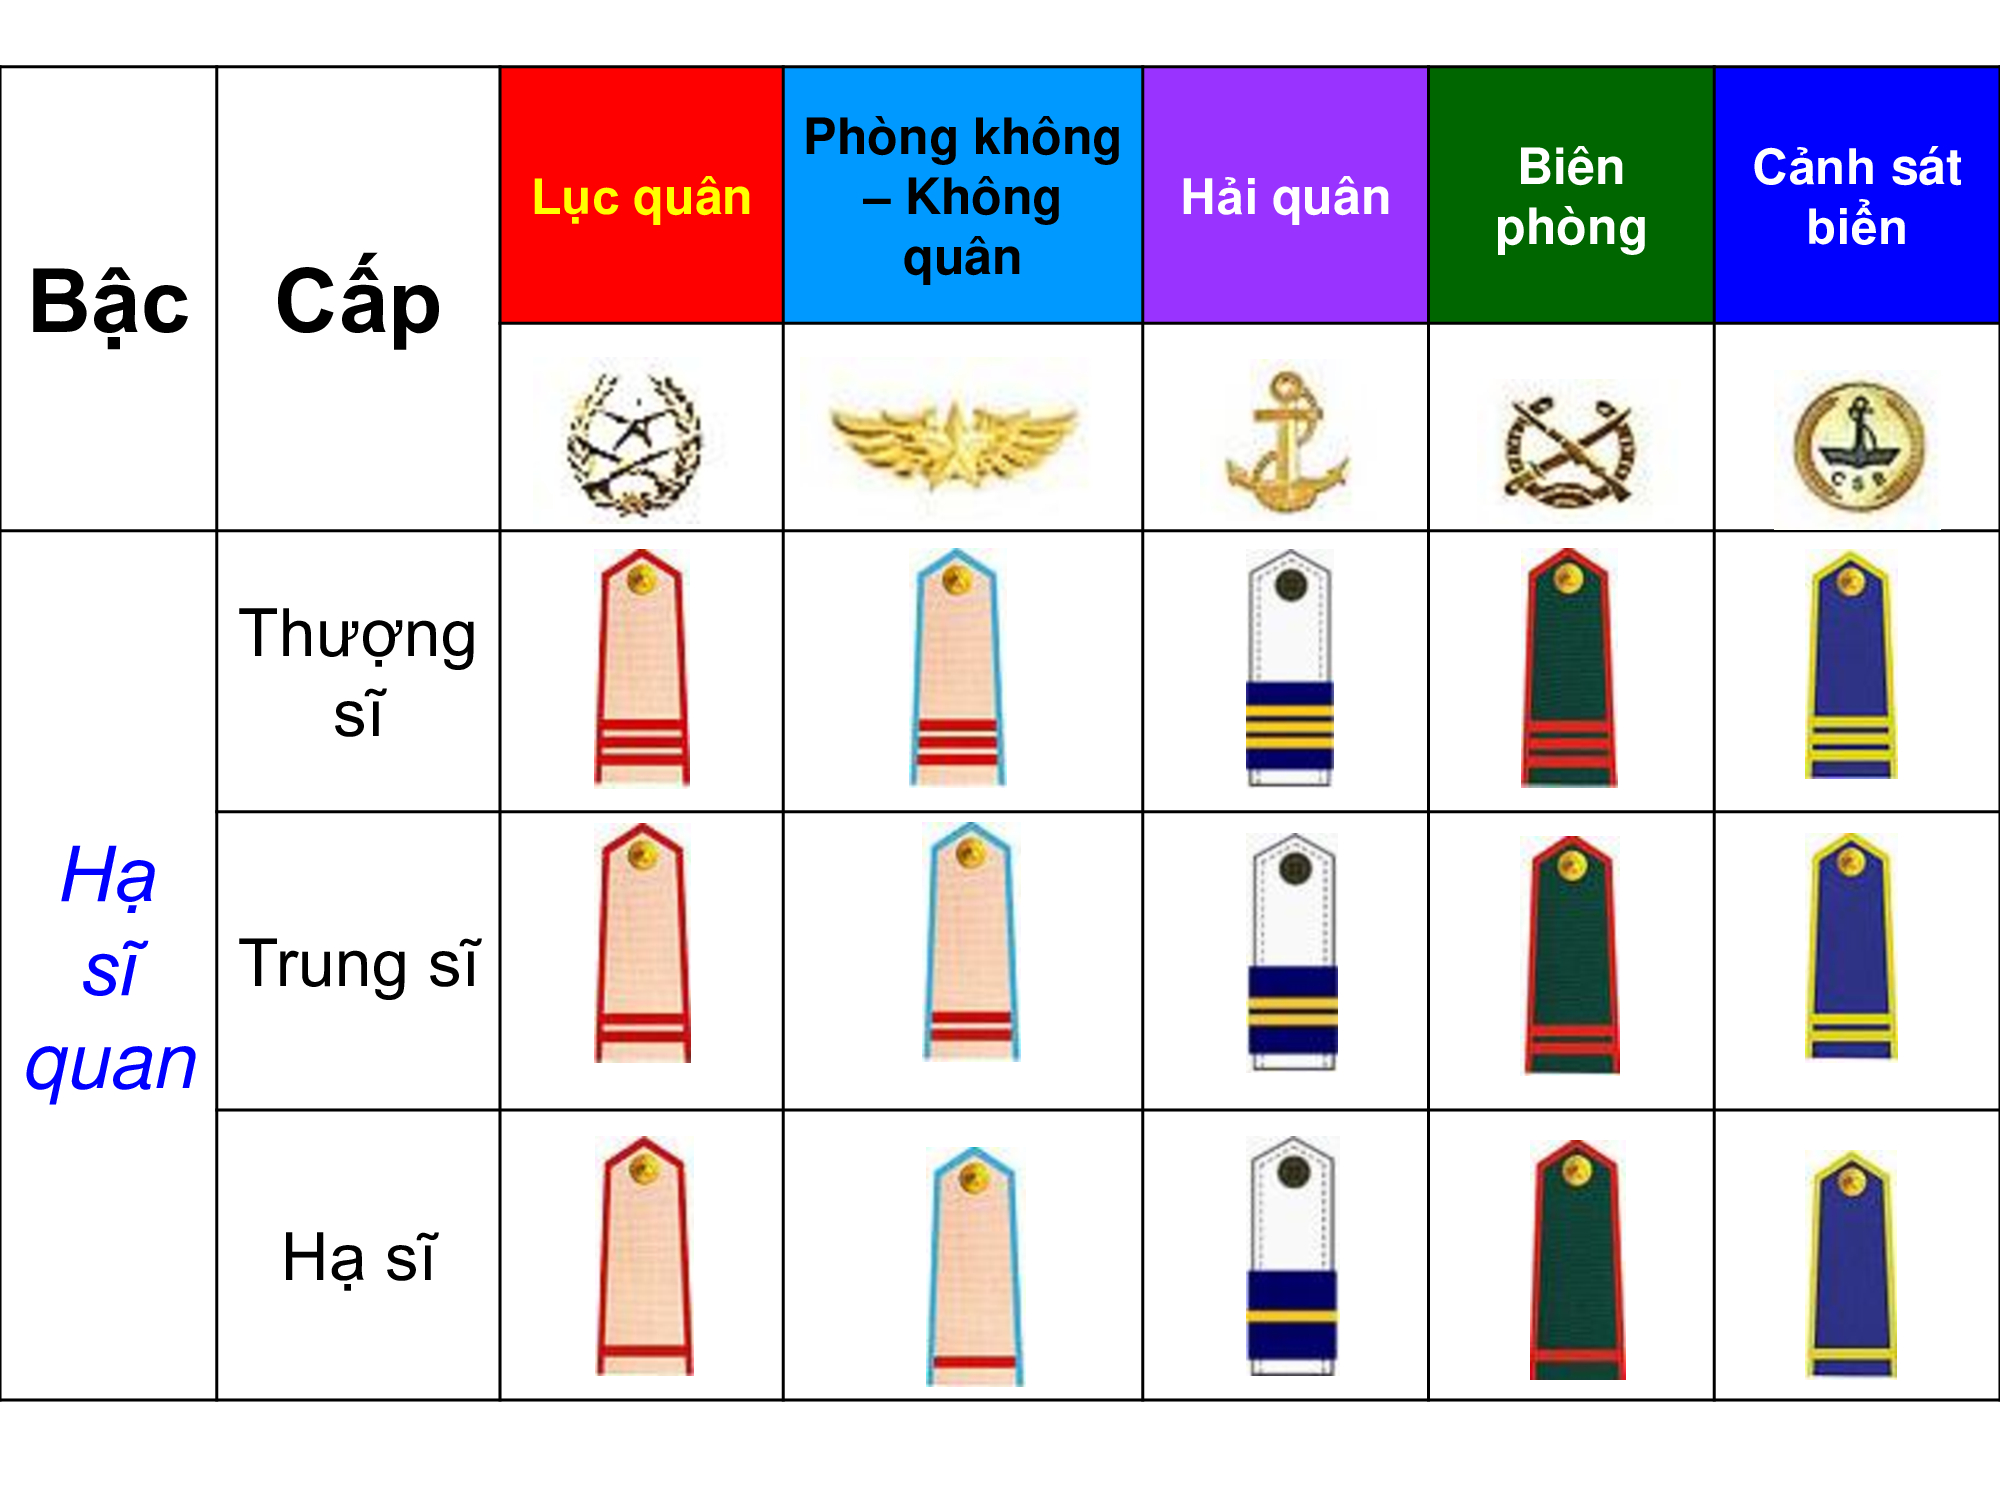 Bậc
Cấp
Lục quân
Phòng không
– Không
quân
Hải quân
Biên
phòng
Cảnh sát
biển
CSB
Hạ
sĩ
quan
Thượng
sĩ
Trung sĩ
Hạ sĩ